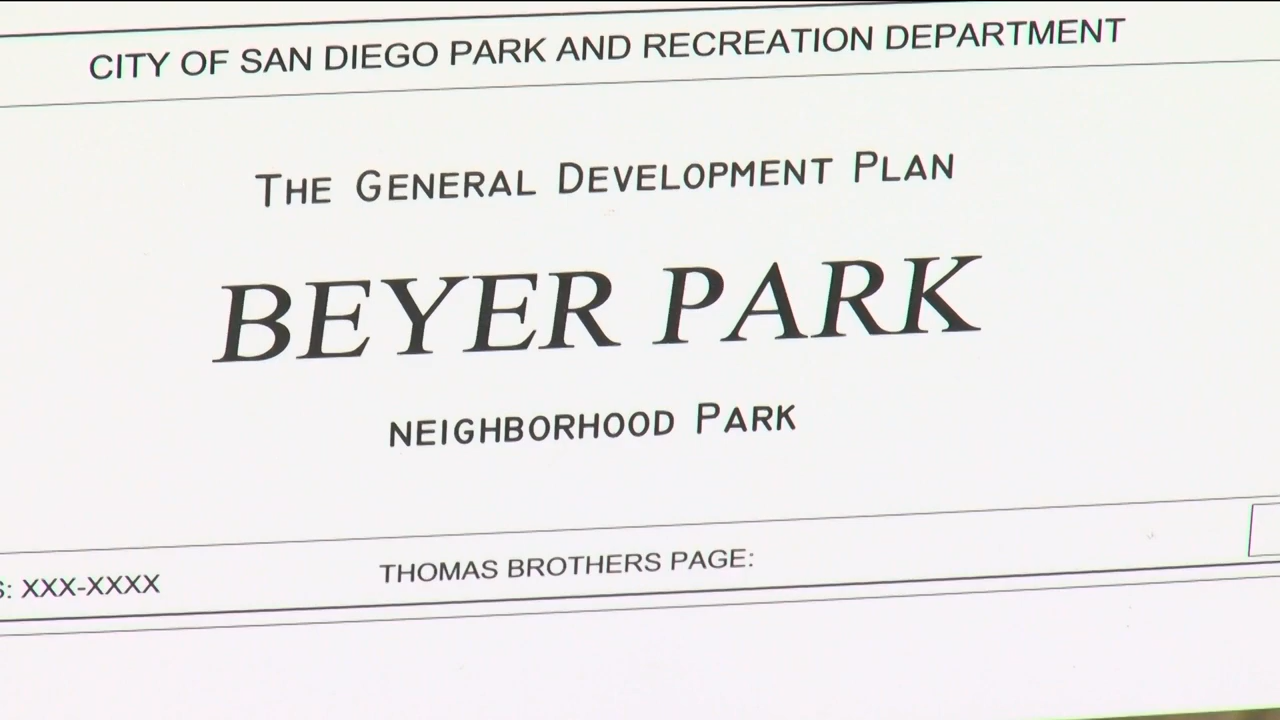 CITY OF SAN DIEGO PARK AND RECREATION DEPARTMENT
THE GENERAL DEVELOPMENT PLAN
BEYER PARK
NEIGHBORHOOD PARK
S: XXX-XXXX THOMAS BROTHERS PAGE: